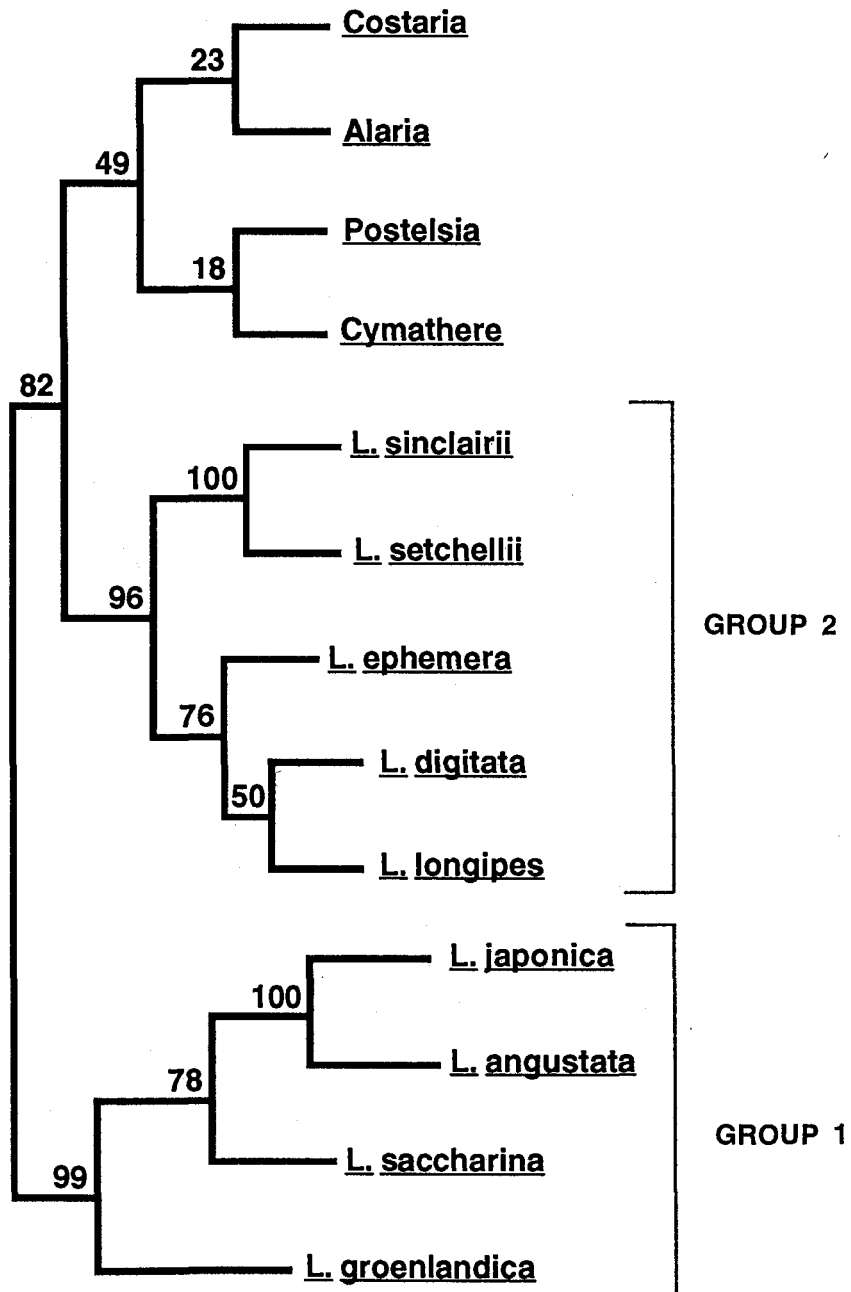 Costaria
23
Alaria
49
Postelsia
18
Cymathere
82
L. sinclairii
100
L. setchellii
96
GROUP 2
L. ephemera
76
L. digitata
50
L. longipes
L. japonica
100
L. angustata
78
GROUP 1
L. saccharina
99
L. groenlandica